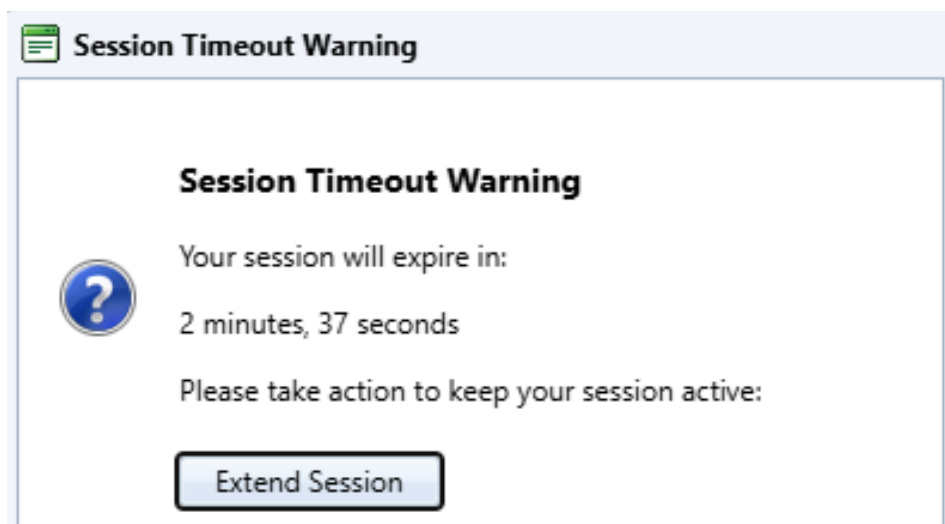 Session Timeout Warning
Session Timeout Warning
Your session will expire in:
2 minutes, 37 seconds
Please take action to keep your session active:
Extend Session